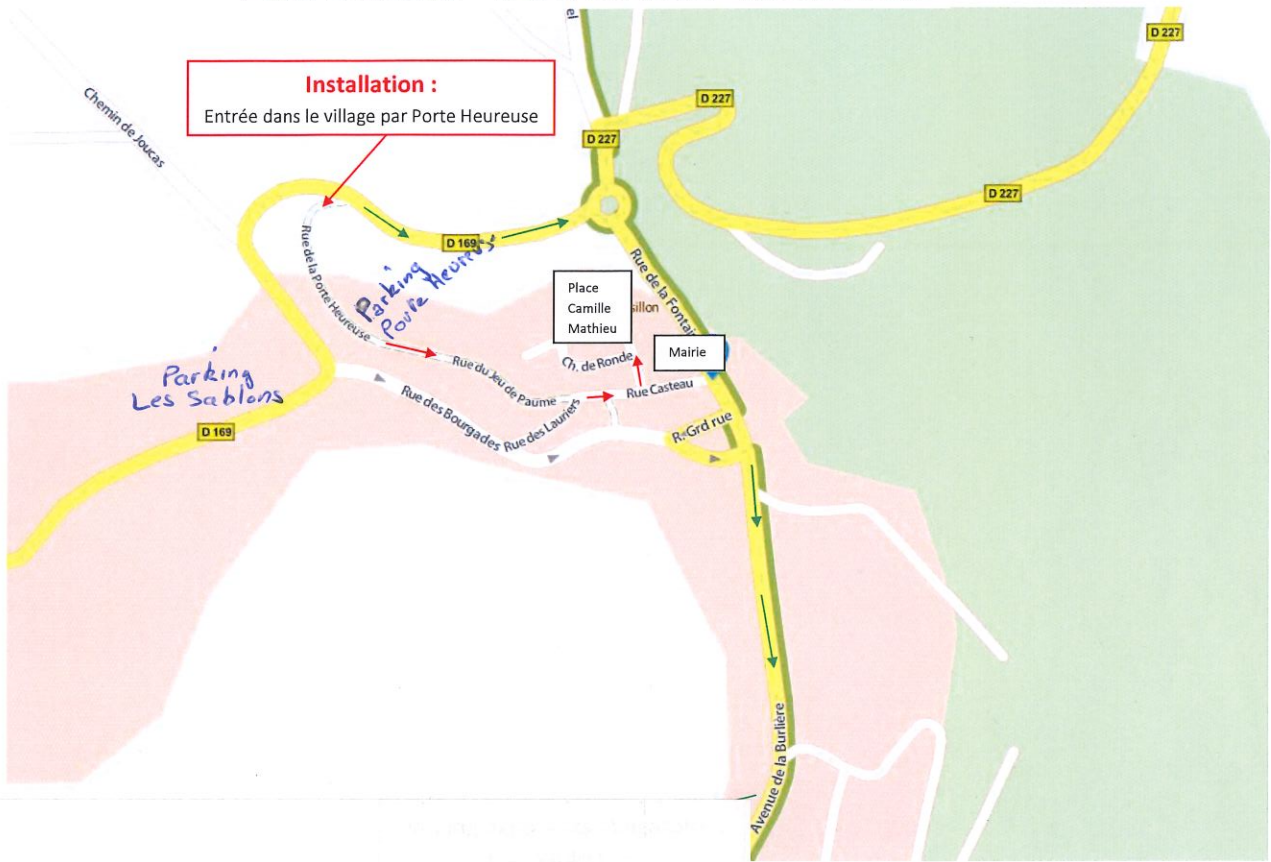 el
D 227
D 227
Installation :
Entrée dans le village par Porte Heureuse
Chemin de Joucas
D 227
D 227
D 169
Rue de la Porte Heureuse
Parking
Porte Heureuse
Rue de la Fontai
Place
Camille
Mathieu
sillon
Mairie
Ch. de Ronde
Rue du Jeu de Paume
Rue Casteau
Parking
Les Sablons
Rue des Bourgades
Rue des Lauriers
R. Grd rue
D 169
Avenue de la Burlière